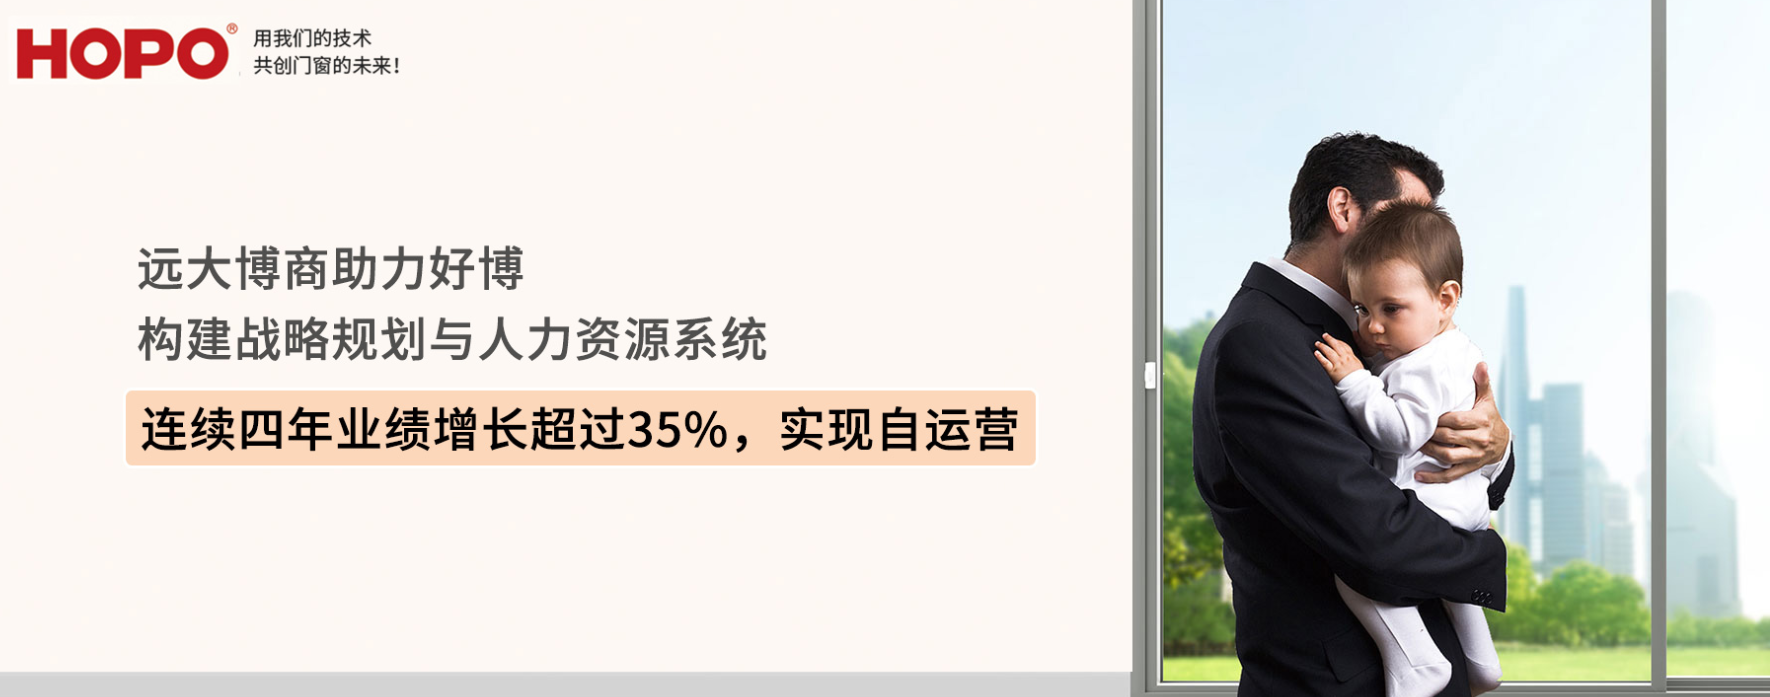 HOPO®
用我们的技术
共创门窗的未来!
远大博商助力好博
构建战略规划与人力资源系统
连续四年业绩增长超过35%，实现自运营